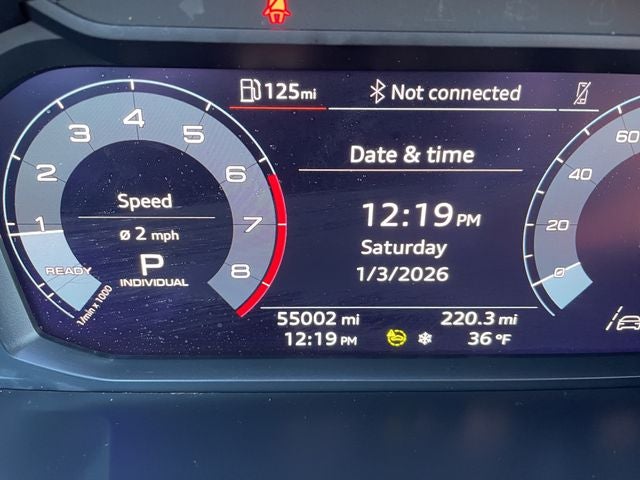 125mi
Not connected
Date & time
12:19 PM
Saturday
1/3/2026
Speed
ø 2 mph
P
INDIVIDUAL
1
2
3
4
5
6
7
8
READY
1/min x 1000
0
20
40
60
55002 mi
220.3 mi
12:19 PM
36 °F